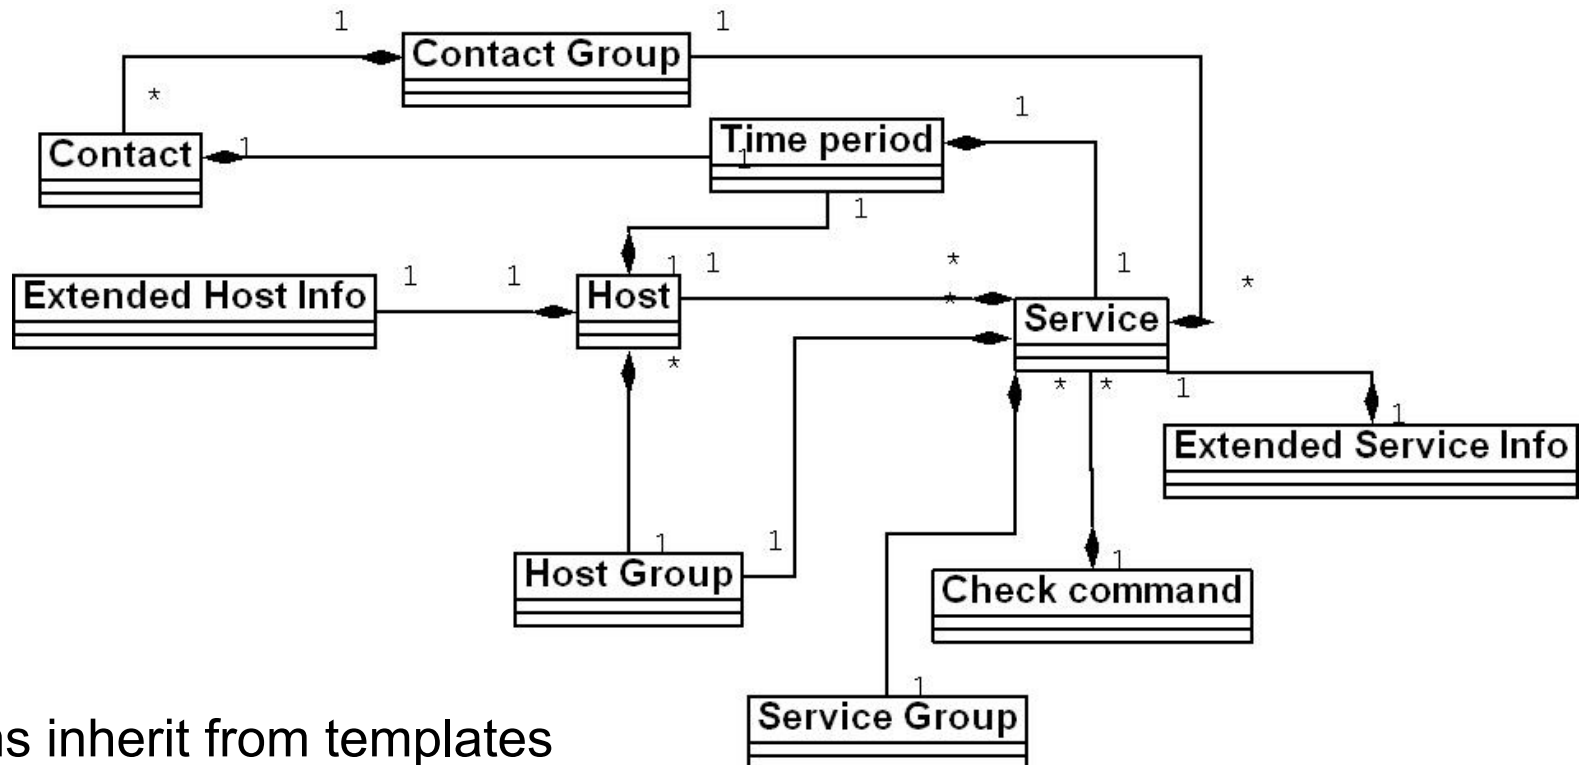 1 1
Contact Group
*
1
Time period
Contact
1
1
1
1
1
*
1
*
1
1
*
Extended Host Info
Host
Service
*
* *
1
1
Extended Service Info
1
1
1
Host Group
Check command
1
Service Group
ns inherit from templates